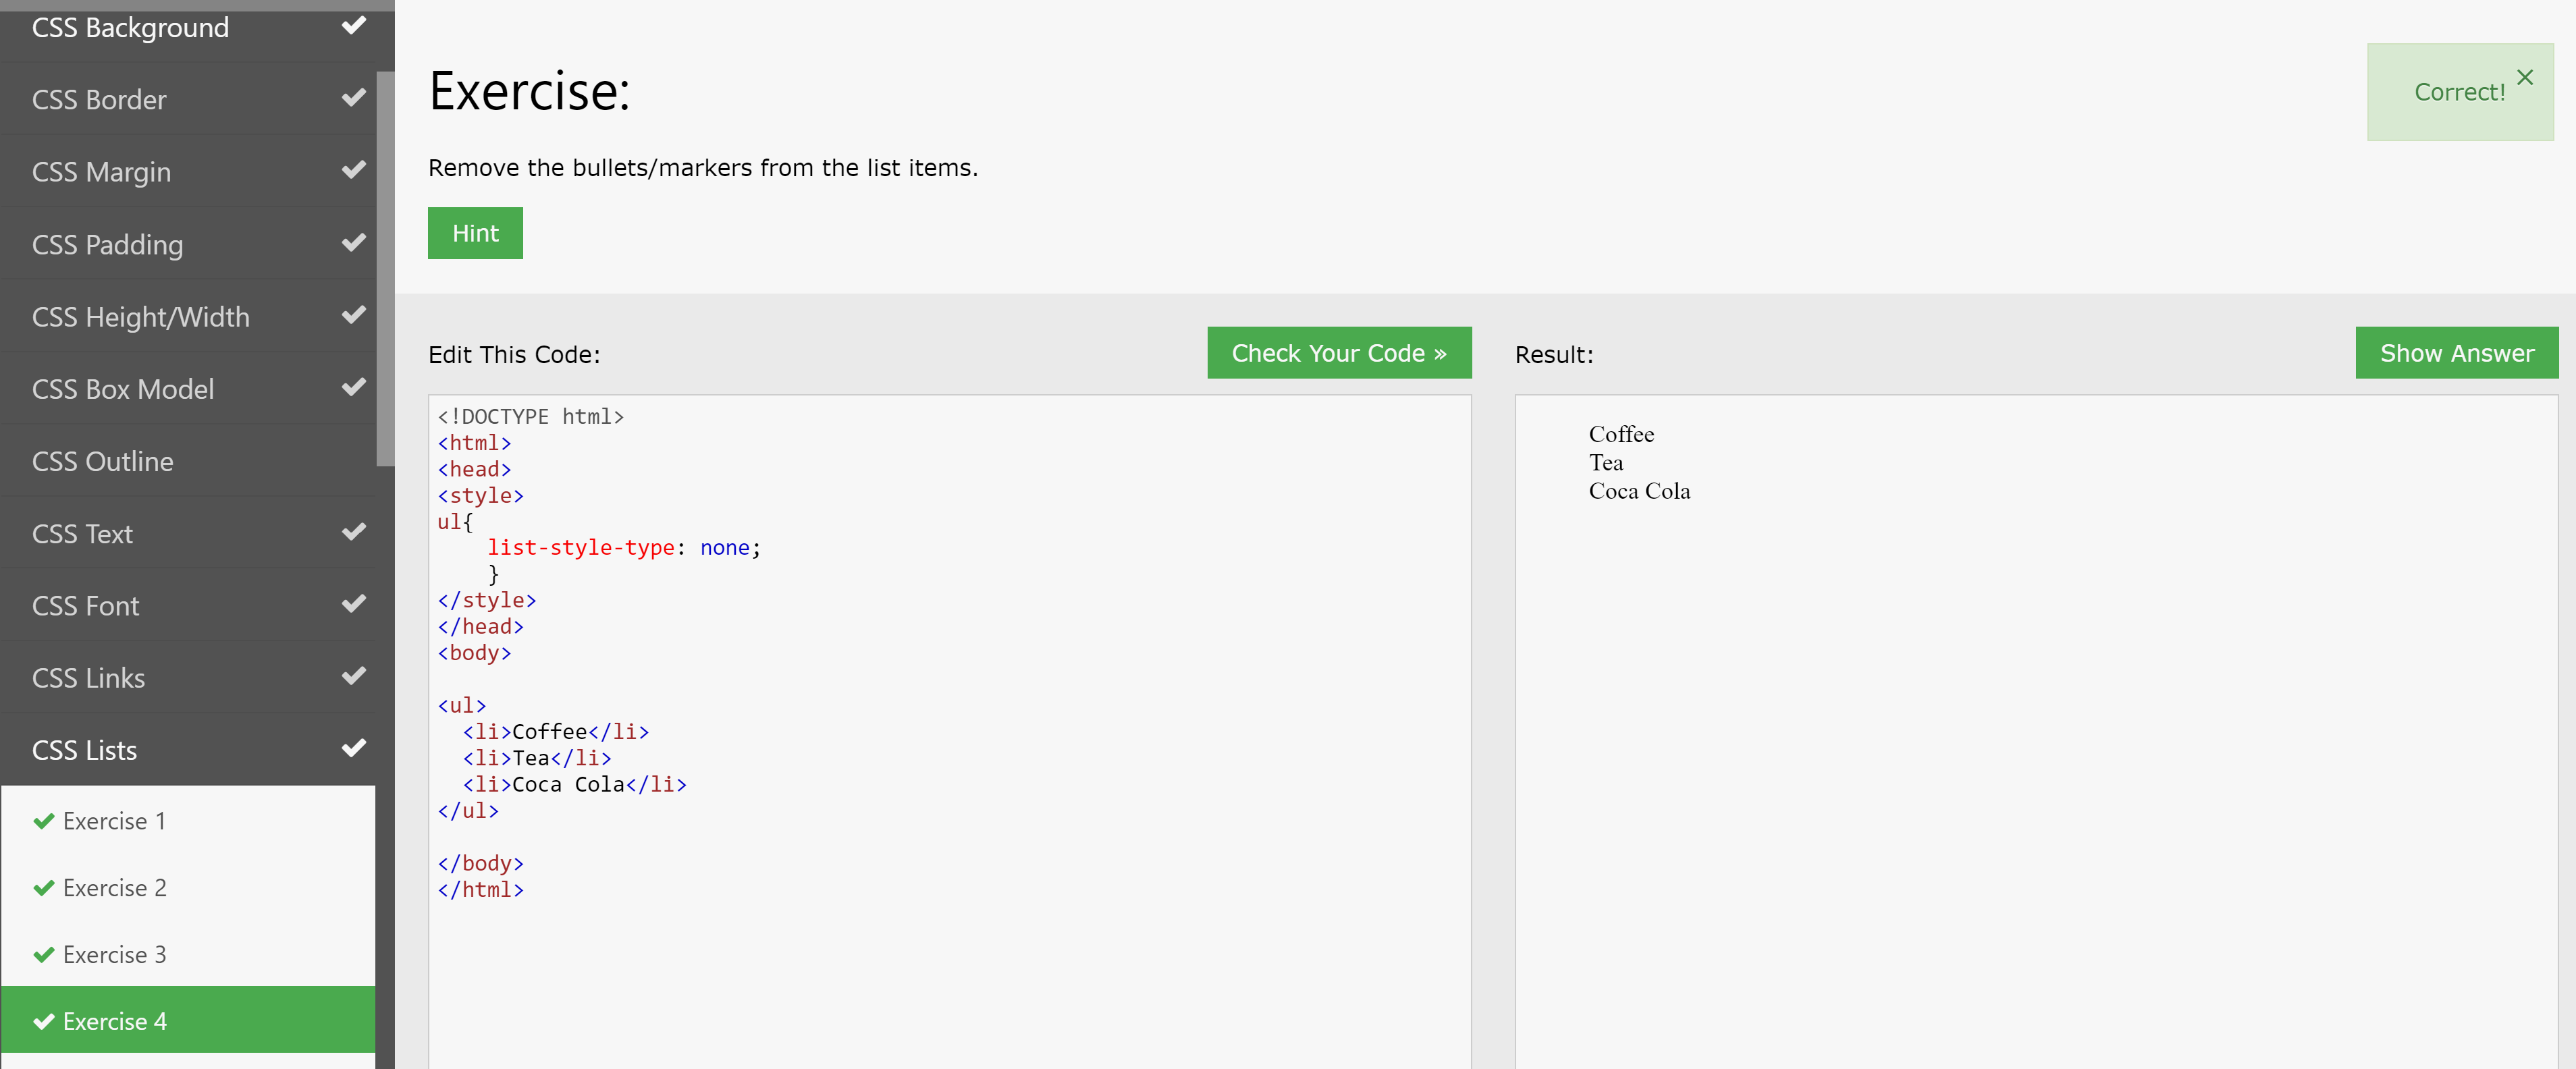 CSS Background
CSS Border
CSS Margin
CSS Padding
CSS Height/Width
CSS Box Model
CSS Outline
CSS Text
CSS Font
CSS Links
CSS Lists
Exercise 1
Exercise 2
Exercise 3
Exercise 4
Exercise:
Correct!
Remove the bullets/markers from the list items.
Hint
Edit This Code:
Check Your Code »
<!DOCTYPE html>
<html>
<head>
<style>
ul{
    list-style-type: none;
    }
</style>
</head>
<body>

<ul>
  <li>Coffee</li>
  <li>Tea</li>
  <li>Coca Cola</li>
</ul>

</body>
</html>
Result:
Show Answer
Coffee
Tea
Coca Cola